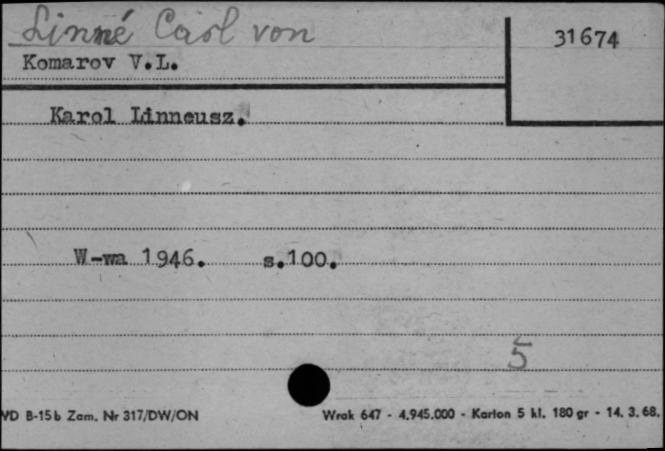 Linné Carl von
31674
Komarov V.L.
Karol Linneusz.
W-wa 1946. s.100.
5
VD B-15b Zam. Nr 317/DW/ON Wrak 647 - 4.945.000 - Karton 5 kl. 180 gr - 14. 3. 68.